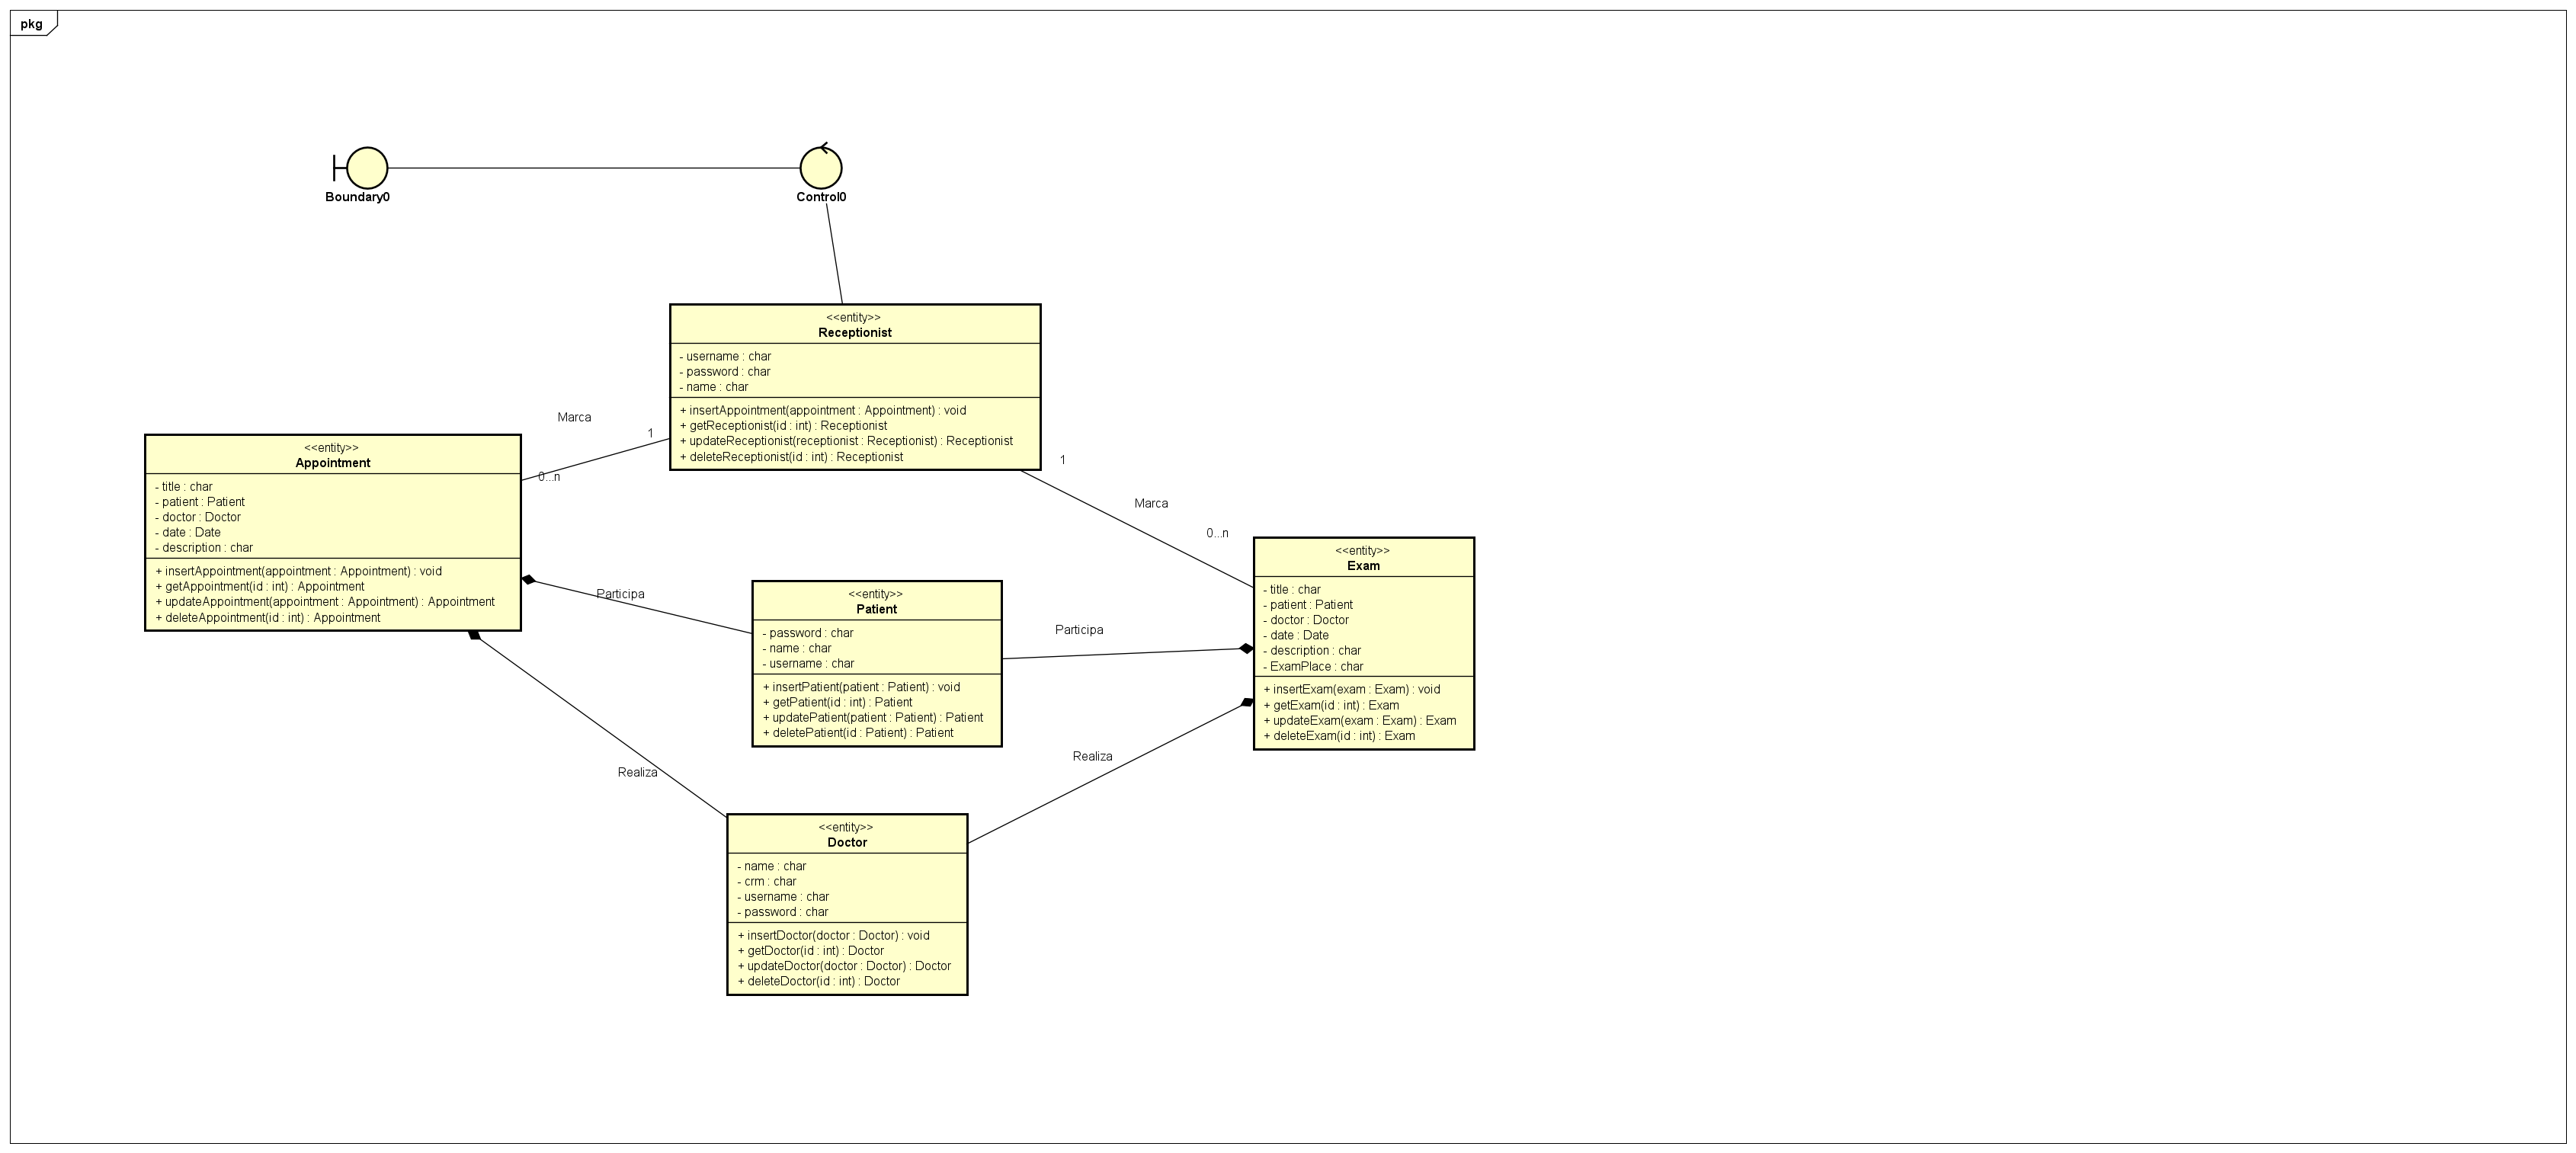 pkg
Boundary0
Control0
<<entity>>
Receptionist
- username : char
- password : char
- name : char
+ insertAppointment(appointment : Appointment) : void
+ getReceptionist(id : int) : Receptionist
+ updateReceptionist(receptionist : Receptionist) : Receptionist
+ deleteReceptionist(id : int) : Receptionist
Marca
1
0...n
<<entity>>
Appointment
- title : char
- patient : Patient
- doctor : Doctor
- date : Date
- description : char
+ insertAppointment(appointment : Appointment) : void
+ getAppointment(id : int) : Appointment
+ updateAppointment(appointment : Appointment) : Appointment
+ deleteAppointment(id : int) : Appointment
1
Marca
0...n
<<entity>>
Exam
- title : char
- patient : Patient
- doctor : Doctor
- date : Date
- description : char
- ExamPlace : char
+ insertExam(exam : Exam) : void
+ getExam(id : int) : Exam
+ updateExam(exam : Exam) : Exam
+ deleteExam(id : int) : Exam
Participa
<<entity>>
Patient
- password : char
- name : char
- username : char
+ insertPatient(patient : Patient) : void
+ getPatient(id : int) : Patient
+ updatePatient(patient : Patient) : Patient
+ deletePatient(id : Patient) : Patient
Participa
Realiza
Realiza
<<entity>>
Doctor
- name : char
- crm : char
- username : char
- password : char
+ insertDoctor(doctor : Doctor) : void
+ getDoctor(id : int) : Doctor
+ updateDoctor(doctor : Doctor) : Doctor
+ deleteDoctor(id : int) : Doctor